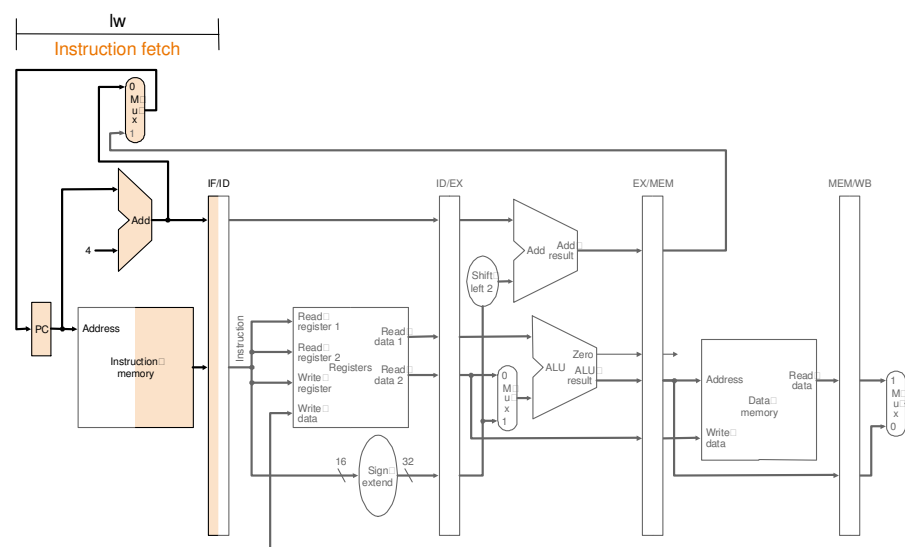 lw
Instruction fetch
0
M
u
x
1
IF/ID
ID/EX
EX/MEM
MEM/WB
Add
4
Add
Add
result
Shift
left 2
PC
Address
Instruction
memory
Instruction
Read
register 1
Read
register 2
Write
register
Write
data
Registers
Read
data 1
Read
data 2
0
M
u
x
1
Zero
ALU
ALU
result
Address
Read
data
Data
memory
Write
data
1
M
u
x
0
16
32
Sign
extend